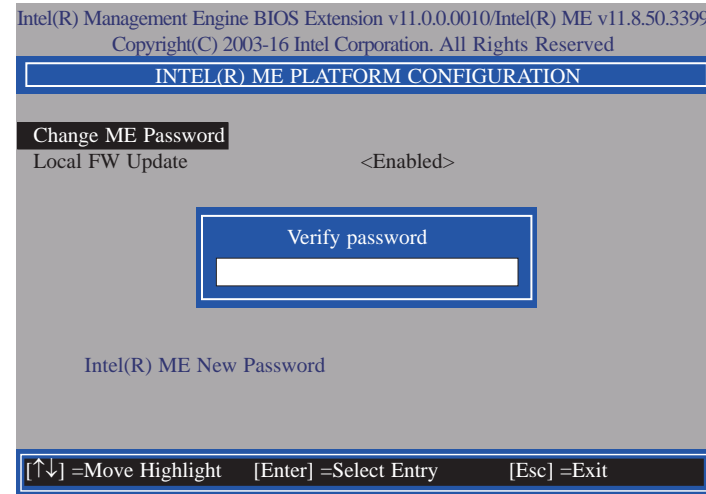 Intel(R) Management Engine BIOS Extension v11.0.0.0010/Intel(R) ME v11.8.50.3399
Copyright(C) 2003-16 Intel Corporation. All Rights Reserved
INTEL(R) ME PLATFORM CONFIGURATION
Change ME Password
Local FW Update <Enabled>
Verify password
Intel(R) ME New Password
[↑↓] =Move Highlight [Enter] =Select Entry [Esc] =Exit